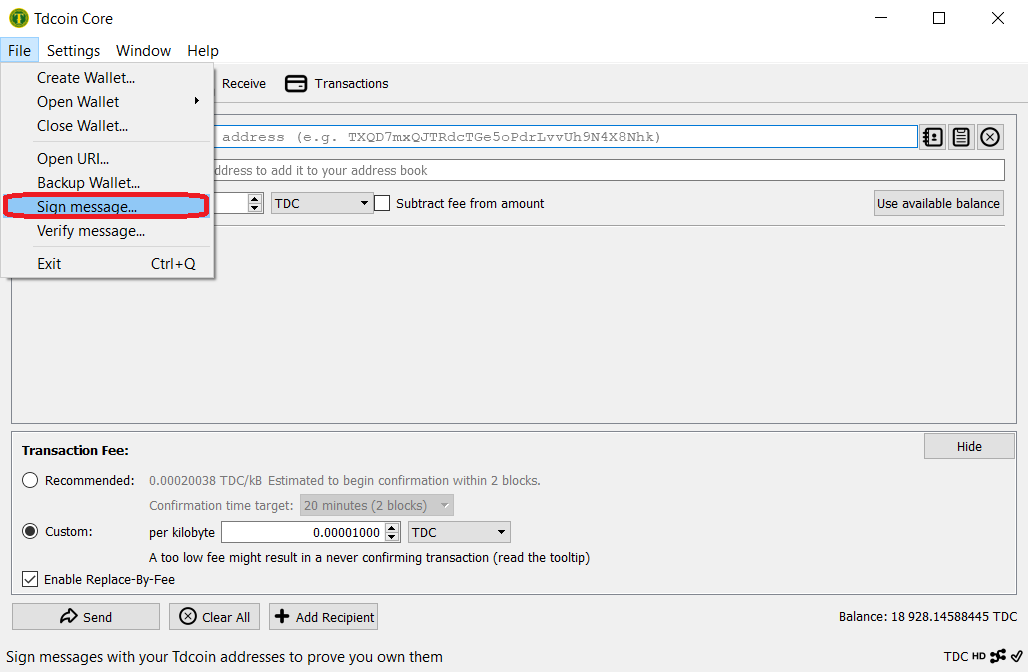 Tdcoin Core
File Settings Window Help
Create Wallet...
Open Wallet
Close Wallet...
Open URI...
Backup Wallet...
Sign message...
Verify message...
Exit Ctrl+Q
Receive Transactions
address (e.g. TXQD7mxQJTRdcTGe5oPdrLvvUh9N4X8Nhk)
address to add it to your address book
TDC Subtract fee from amount Use available balance
Transaction Fee: Hide
Recommended: 0.00020038 TDC/kB Estimated to begin confirmation within 2 blocks.
Confirmation time target: 20 minutes (2 blocks)
Custom: per kilobyte 0.00001000 TDC
A too low fee might result in a never confirming transaction (read the tooltip)
Enable Replace-By-Fee
Send Clear All Add Recipient Balance: 18 928.14588445 TDC
Sign messages with your Tdcoin addresses to prove you own them TDC HD